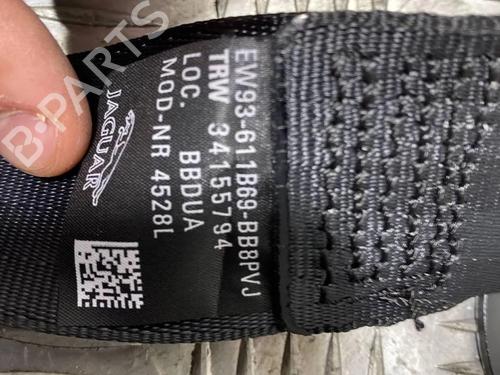 EW93-611B69-BB8PVJ
TRW 34155794
LOC. BBDUA
MOD-NR 4528L
JAGUAR
B-PARTS